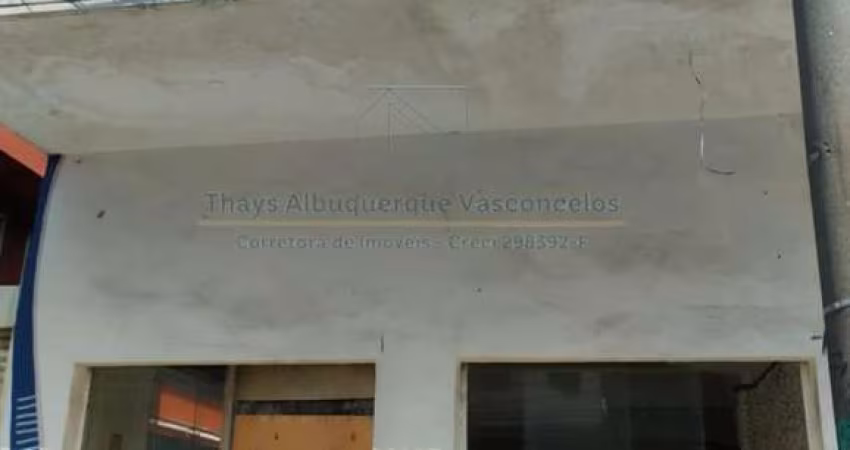 Thays Albuquerque Vasconcelos
Corretora de Imóveis - Creci 298392-F